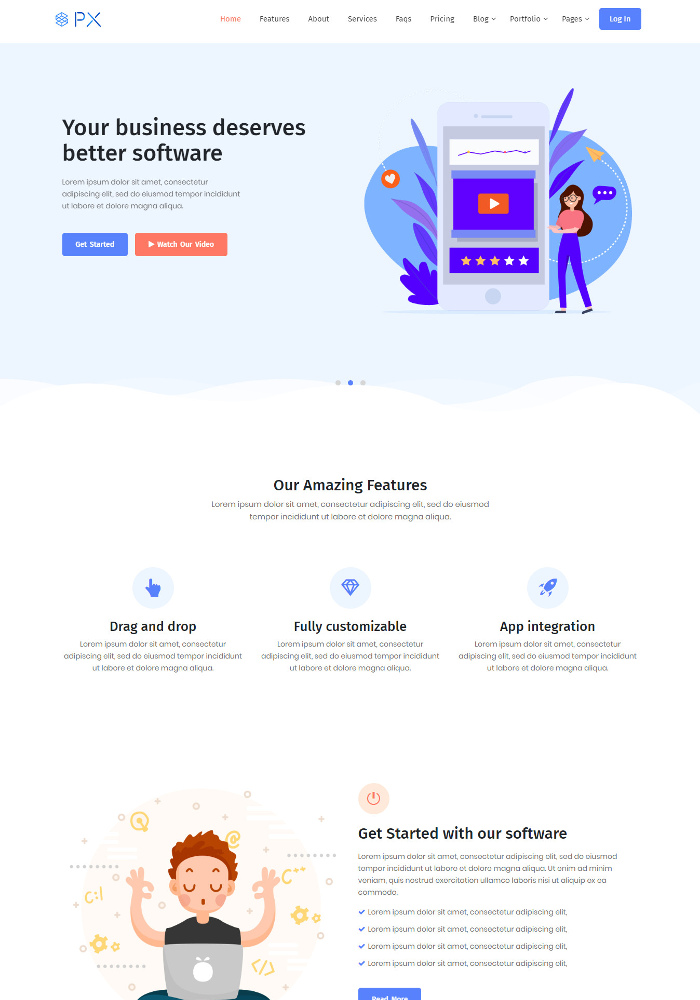 PX
Home Features About Services Faqs Pricing Blog Portfolio Pages Log In
Your business deserves
better software
Lorem ipsum dolor sit amet, consectetur
adipiscing elit, sed do eiusmod tempor incididunt
ut labore et dolore magna aliqua.
Get Started Watch Our Video
Our Amazing Features
Lorem ipsum dolor sit amet, consectetur adipiscing elit, sed do eiusmod
tempor incididunt ut labore et dolore magna aliqua.
Drag and drop
Lorem ipsum dolor sit amet, consectetur
adipiscing elit, sed do eiusmod tempor incididunt
ut labore et dolore magna aliqua.
Fully customizable
Lorem ipsum dolor sit amet, consectetur
adipiscing elit, sed do eiusmod tempor incididunt
ut labore et dolore magna aliqua.
App integration
Lorem ipsum dolor sit amet, consectetur
adipiscing elit, sed do eiusmod tempor incididunt
ut labore et dolore magna aliqua.
@
C:\
C++
</>
Get Started with our software
Lorem ipsum dolor sit amet, consectetur adipiscing elit, sed do eiusmod
tempor incididunt ut labore et dolore magna aliqua. Ut enim ad minim
veniam, quis nostrud exercitation ullamco laboris nisi ut aliquip ex ea
commodo.
Lorem ipsum dolor sit amet, consectetur adipiscing elit,
Lorem ipsum dolor sit amet, consectetur adipiscing elit,
Lorem ipsum dolor sit amet, consectetur adipiscing elit,
Lorem ipsum dolor sit amet, consectetur adipiscing elit,
Read More